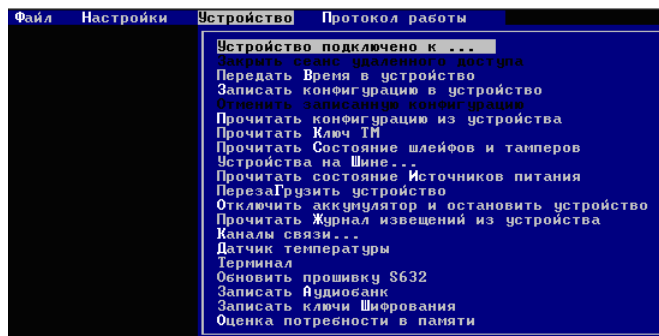 Файл Настройки Устройство Протокол работы
Устройство подключено к ...
Закрыть сеанс удаленного доступа
Передать Время в устройство
Записать конфигурацию в устройство
Отменить записанную конфигурацию
Прочитать конфигурацию из устройства
Прочитать Ключ ТМ
Прочитать Состояние шлейфов и тамперов
Устройства на Шине...
Прочитать состояние Источников питания
ПерезаГрузить устройство
Отключить аккумулятор и остановить устройство
Прочитать Журнал извещений из устройства
Каналы связи...
Датчик температуры
Терминал
Обновить прошивку S632
Записать Аудиобанк
Записать ключи Шифрования
Оценка потребности в памяти